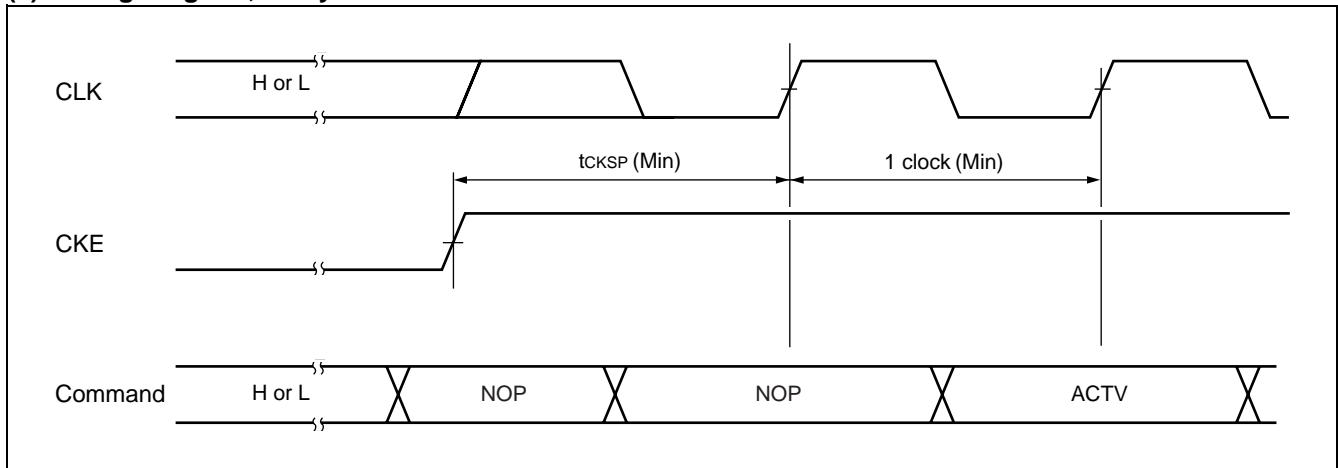 CLK
H or L
tCKSP (Min)
1 clock (Min)
CKE
Command
H or L
NOP
NOP
ACTV